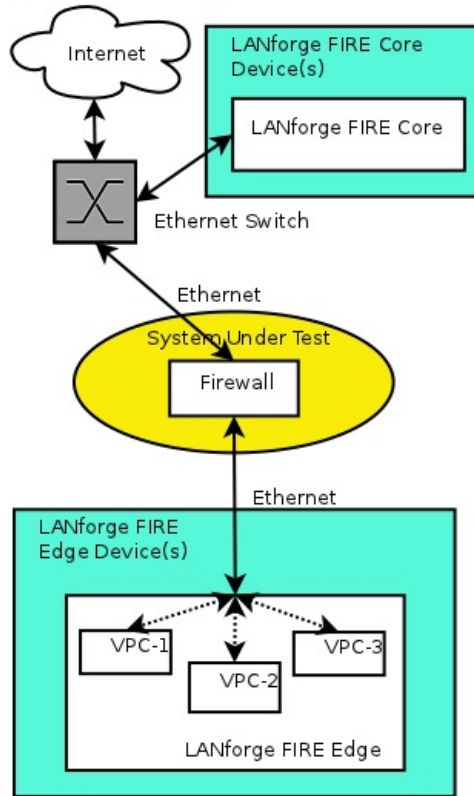 Internet
LANforge FIRE Core
Device(s)
LANforge FIRE Core
Ethernet Switch
Ethernet
System Under Test
Firewall
Ethernet
LANforge FIRE
Edge Device(s)
VPC-1
VPC-3
VPC-2
LANforge FIRE Edge